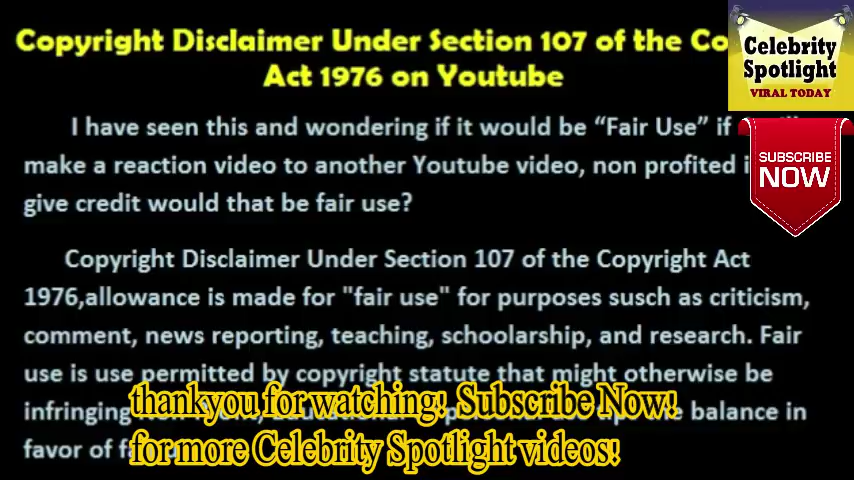 Copyright Disclaimer Under Section 107 of the Co
Act 1976 on Youtube
Celebrity
Spotlight
VIRAL TODAY
I have seen this and wondering if it would be “Fair Use” if
make a reaction video to another Youtube video, non profited
give credit would that be fair use?
SUBSCRIBE
NOW
Copyright Disclaimer Under Section 107 of the Copyright Act
1976,allowance is made for "fair use" for purposes susch as criticism,
comment, news reporting, teaching, schoolarship, and research. Fair
use is use permitted by copyright statute that might otherwise be
infringing balance in
favor of
thankyou for watching! Subscribe Now!
for more Celebrity Spotlight videos!